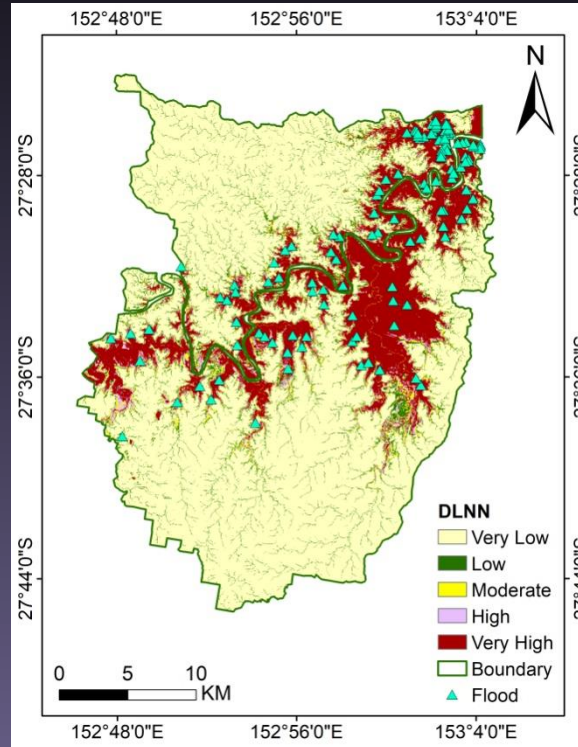 152°48'0"E 152°56'0"E 153°4'0"E
N
27°28'0"S
27°36'0"S
27°44'0"S
DLNN
Very Low
Low
Moderate
High
Very High
Boundary
Flood
0 5 10
KM
152°48'0"E 152°56'0"E 153°4'0"E